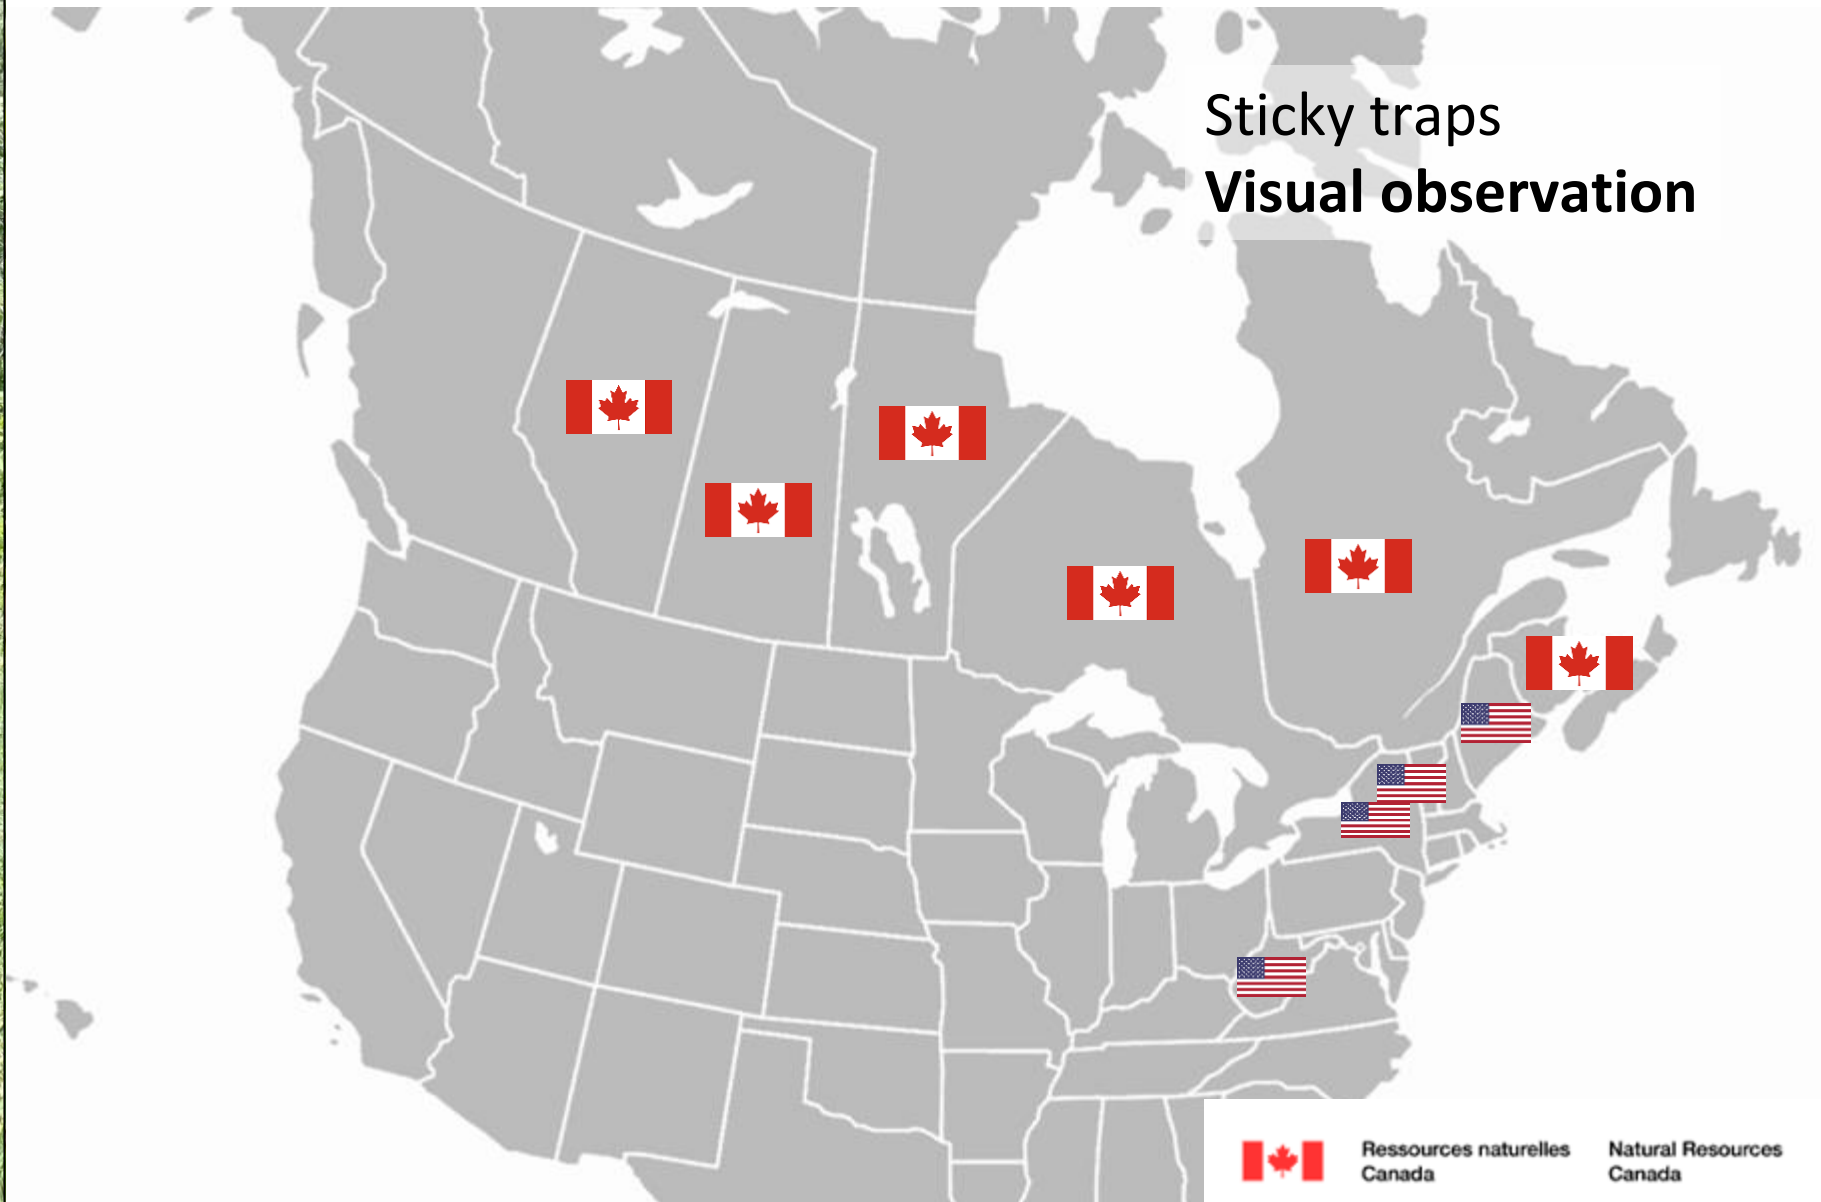 Sticky traps
Visual observation
Ressources naturelles
Canada
Natural Resources
Canada